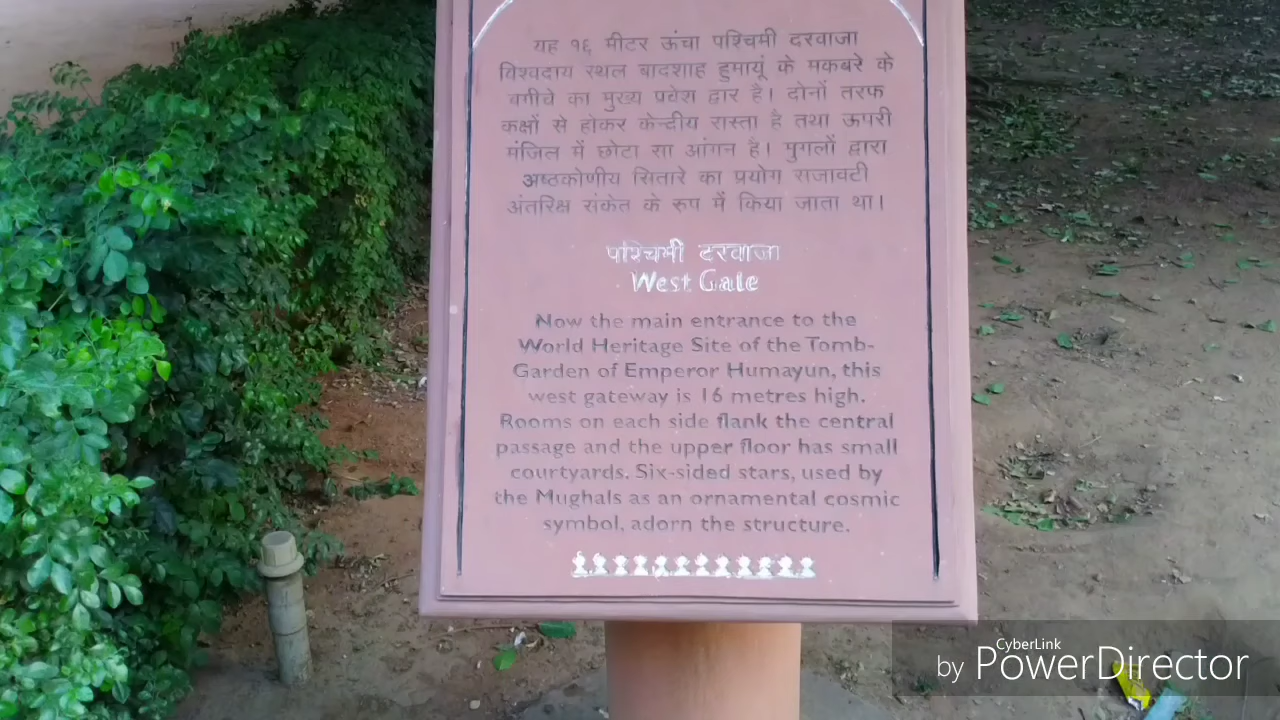 यह १६ मीटर ऊंचा पश्चिमी दरवाजा
विश्वदाय स्थल बादशाह हुमायूं के मकबरे के
बगीचे का मुख्य प्रवेश द्वार है। दोनों तरफ
कक्षों से होकर केन्दीय रास्ता है तथा ऊपरी
मंजिल में छोटा सा आंगन है। मुगलों द्वारा
अष्ठकोणीय सितारे का प्रयोग सजावटी
अंतरिक्ष संकेत के रुप में किया जाता था।
पश्चिमी दरवाजा
West Gate
Now the main entrance to the
World Heritage Site of the Tomb-
Garden of Emperor Humayun, this
west gateway is 16 metres high.
Rooms on each side flank the central
passage and the upper floor has small
courtyards. Six-sided stars, used by
the Mughals as an ornamental cosmic
symbol, adorn the structure.
CyberLink
by PowerDirector